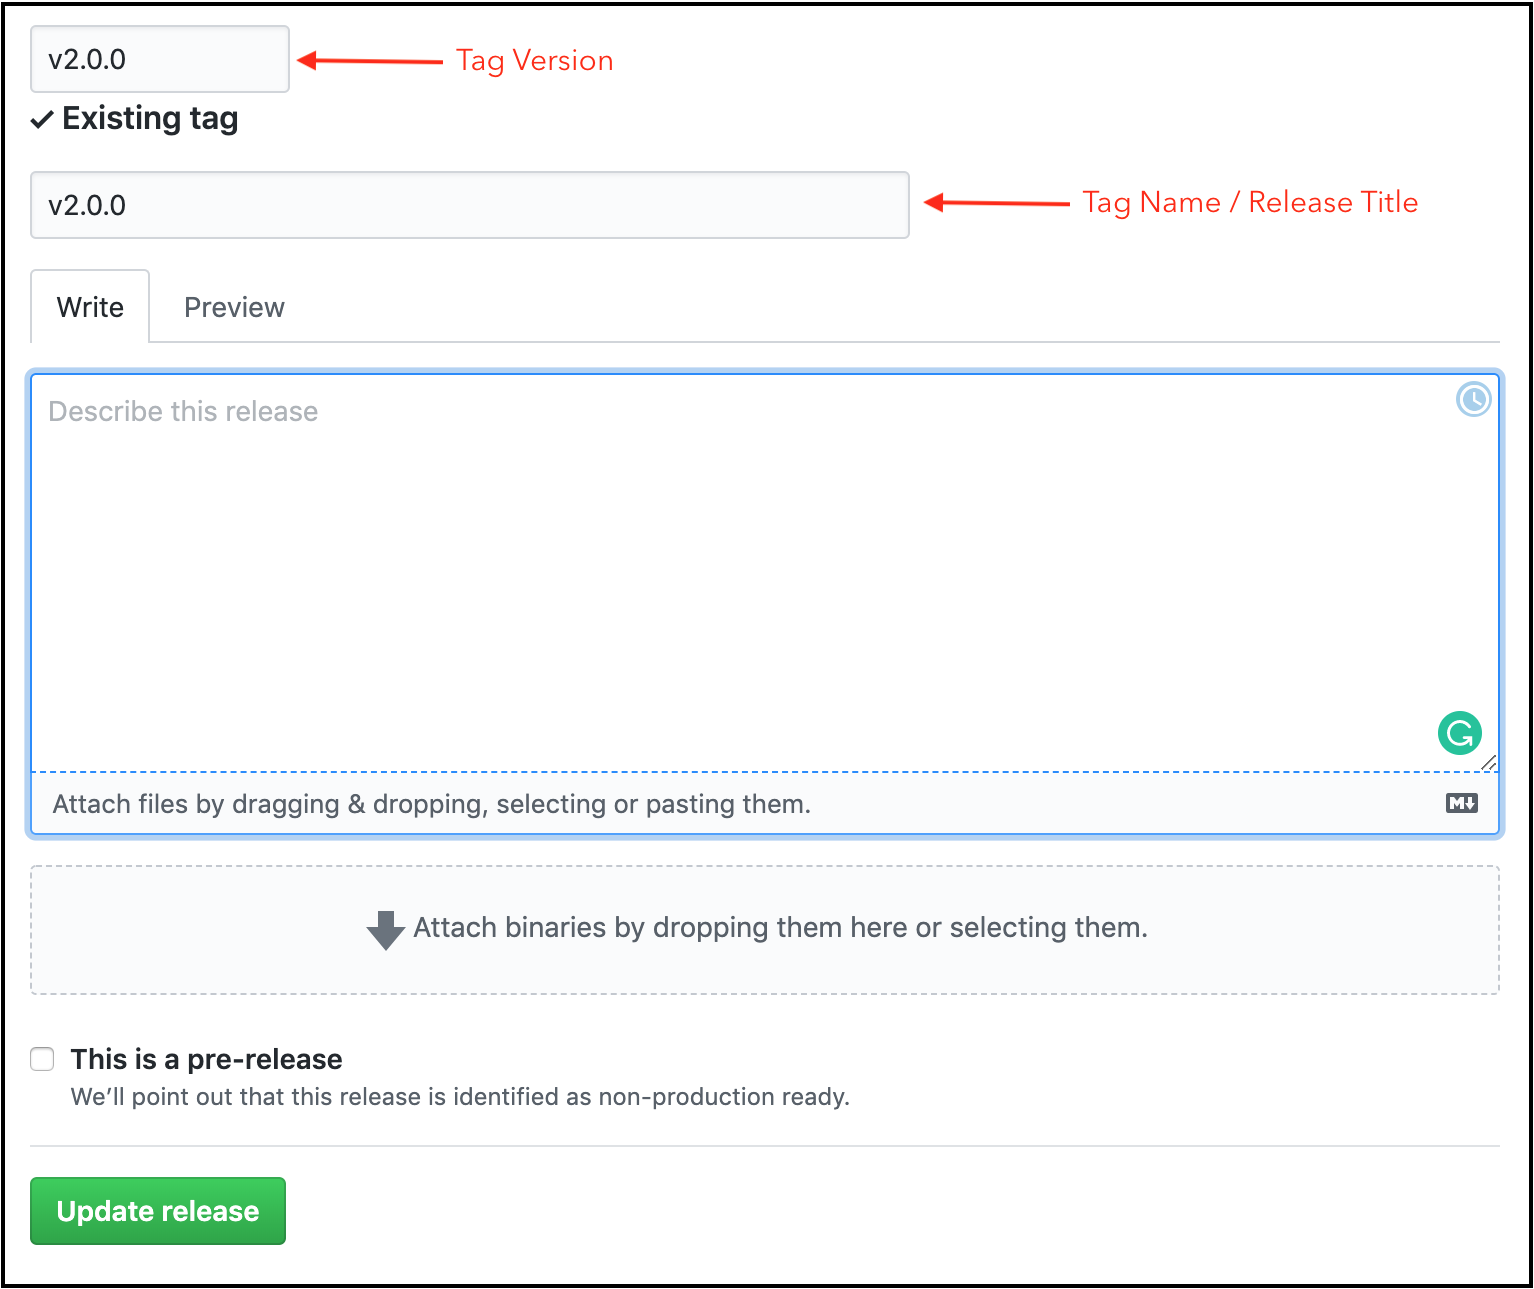 v2.0.0
Tag Version
Existing tag
v2.0.0
Tag Name / Release Title
Write
Preview
Describe this release
Attach files by dragging & dropping, selecting or pasting them.
M
Attach binaries by dropping them here or selecting them.
This is a pre-release
We’ll point out that this release is identified as non-production ready.
Update release